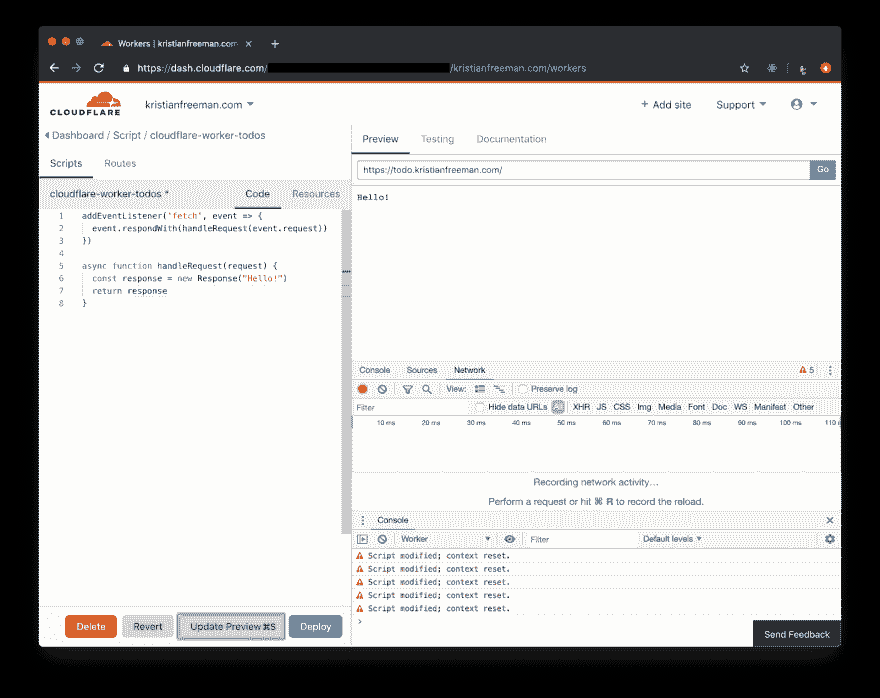 Workers | kristianfreeman.com
https://dash.cloudflare.com/ /kristianfreeman.com/workers
CLOUDFLARE
kristianfreeman.com
+ Add site
Support
Dashboard / Script / cloudflare-worker-todos
Scripts
Routes
Preview
Testing
Documentation
https://todo.kristianfreeman.com/
Go
cloudflare-worker-todos *
Code
Resources
Hello!
1 addEventListener('fetch', event => {
2 event.respondWith(handleRequest(event.request))
3 })
4
5 async function handleRequest(request) {
6 const response = new Response("Hello!")
7 return response
8 }
Console
Sources
Network
5
View:
Preserve log
Filter
Hide data URLs
All
XHR JS CSS Img Media Font Doc WS Manifest Other
10 ms 20 ms 30 ms 40 ms 50 ms 60 ms 70 ms 80 ms 90 ms 100 ms 110
Recording network activity...
Perform a request or hit ⌘ R to record the reload.
Console
Worker
Filter
Default levels
Script modified; context reset.
Script modified; context reset.
Script modified; context reset.
Script modified; context reset.
Script modified; context reset.
>
Delete
Revert
Update Preview ⌘S
Deploy
Send Feedback